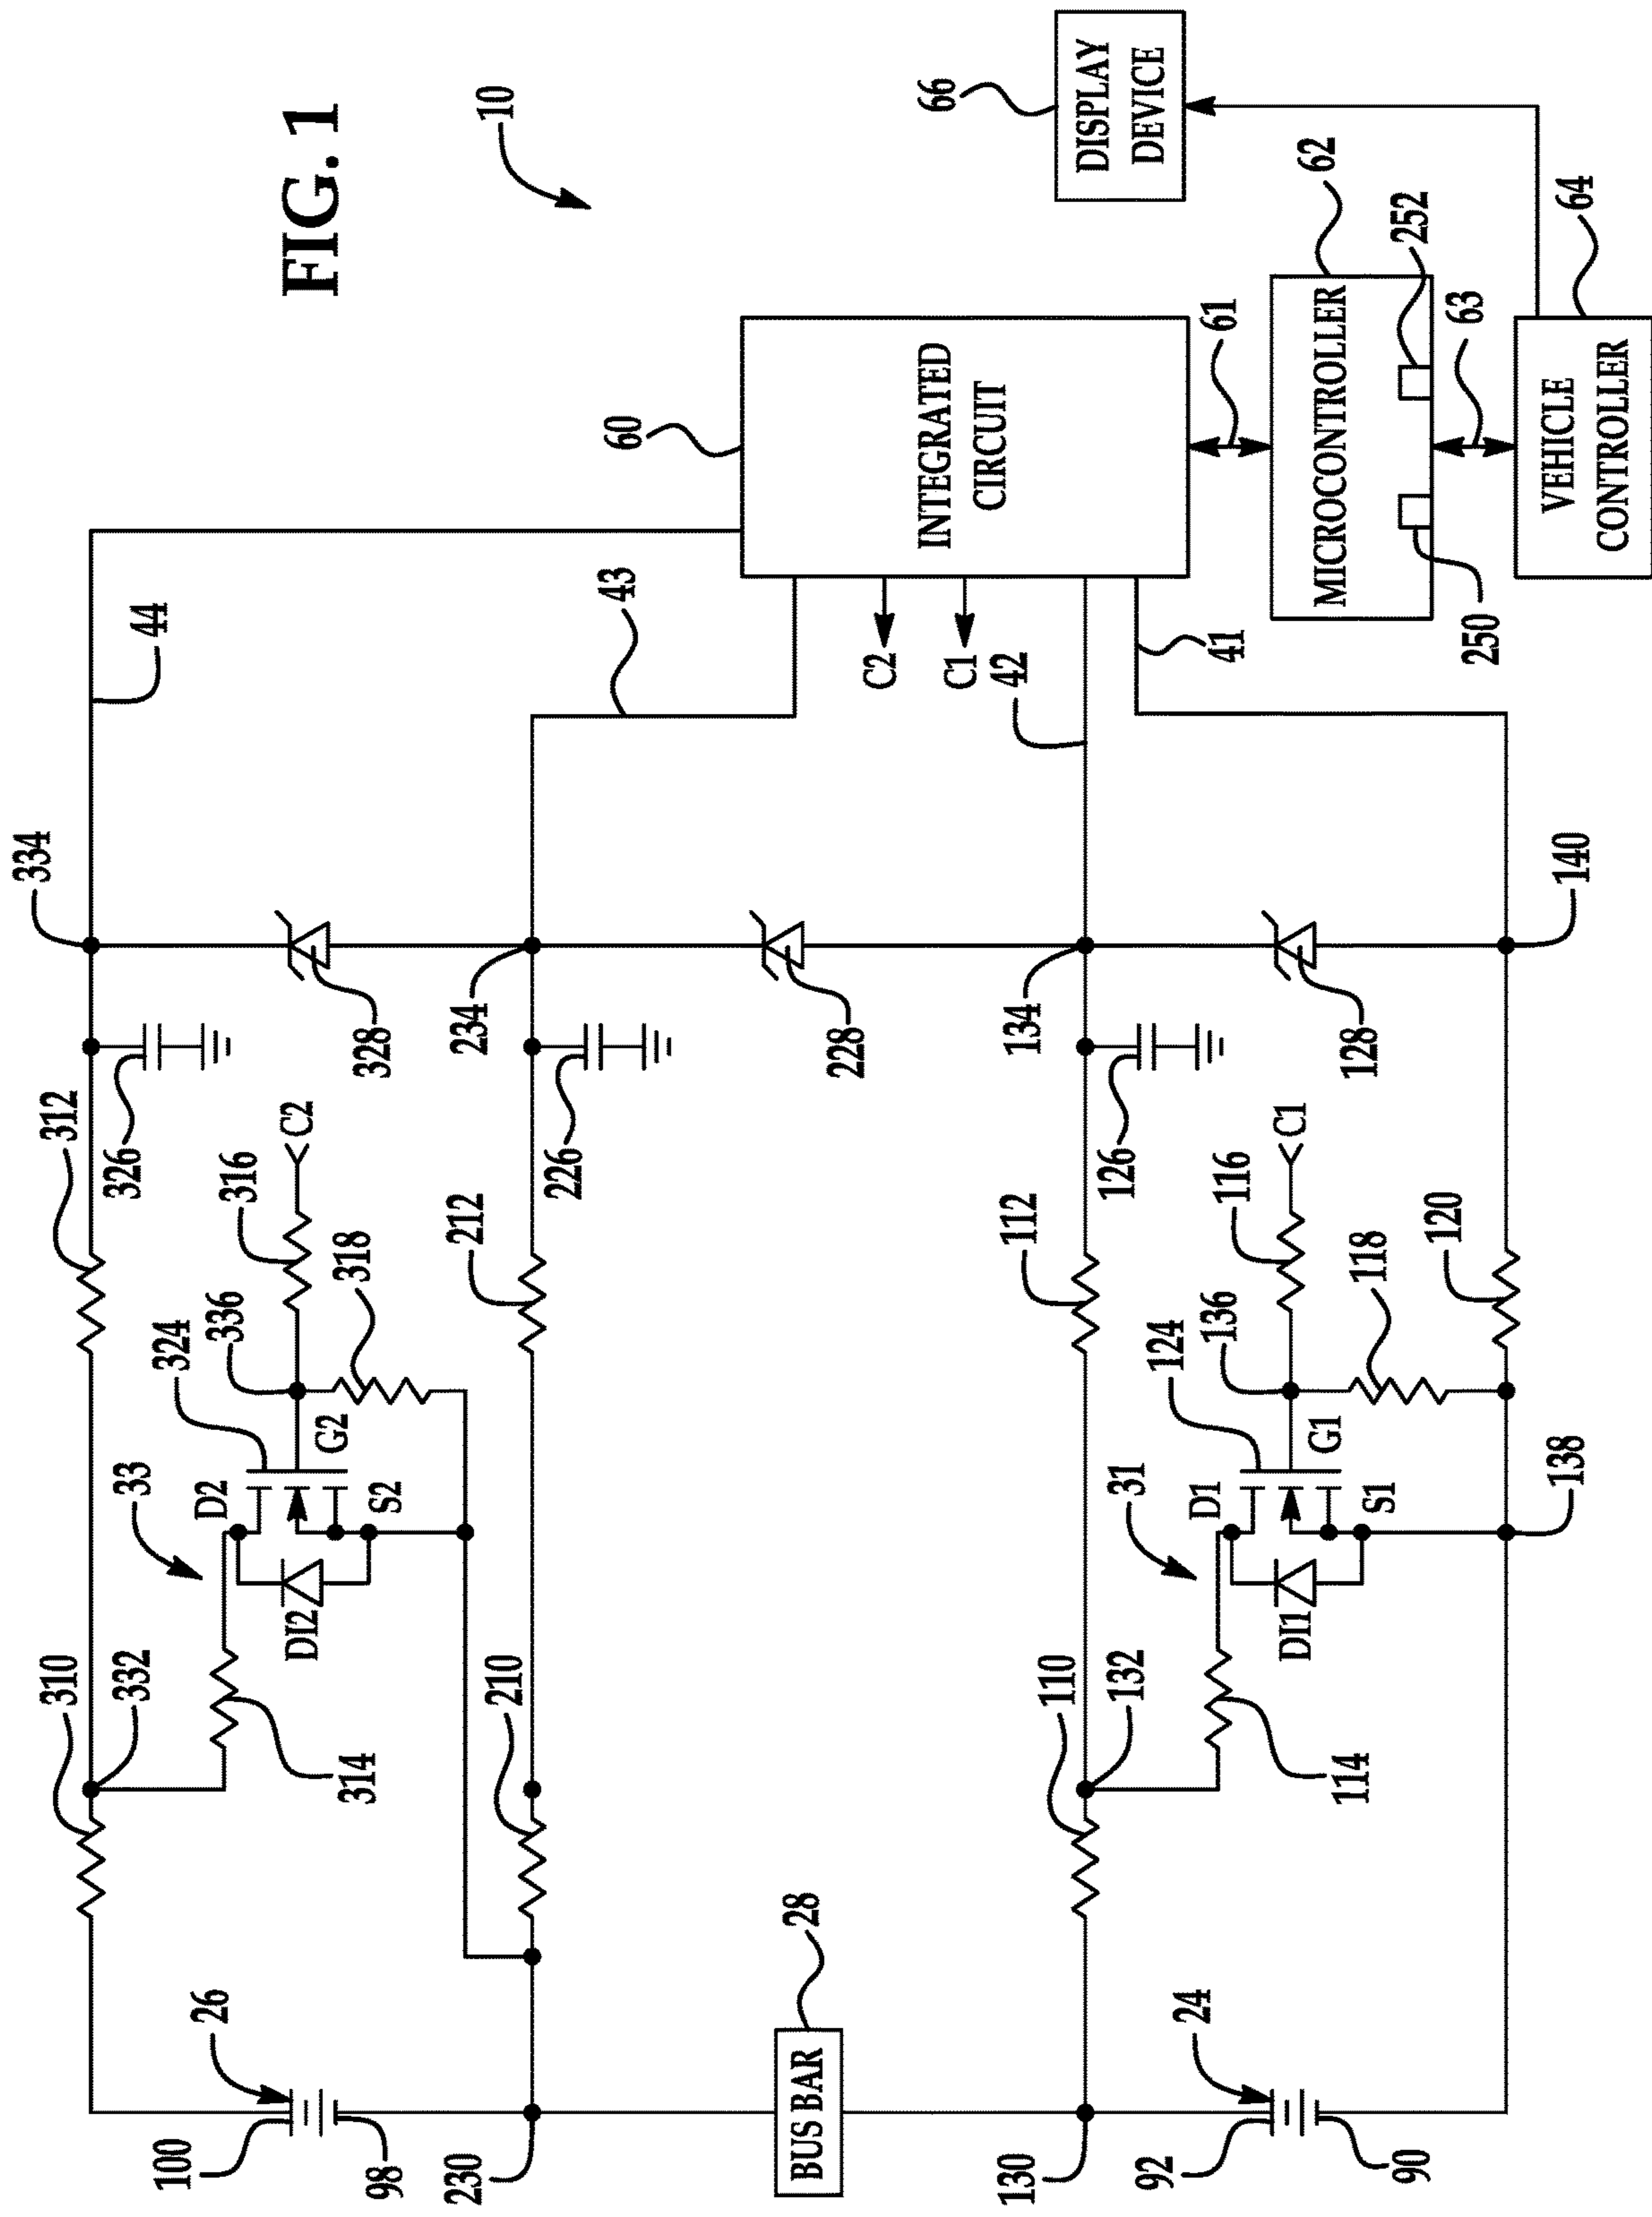 FIG. 1
10
334
44
312
326
310
332
33
324
D2
336
316
C2
318
G2
S2
DI2
314
328
26
100
98
43
60
INTEGRATED
CIRCUIT
C2
C1
42
41
234
212
226
210
230
228
28
BUS BAR
134
112
126
110
132
130
31
124
D1
136
116
C1
118
G1
S1
DI1
114
128
120
138
140
24
92
90
66
DISPLAY
DEVICE
61
62
MICROCONTROLLER
252
250
63
64
VEHICLE
CONTROLLER